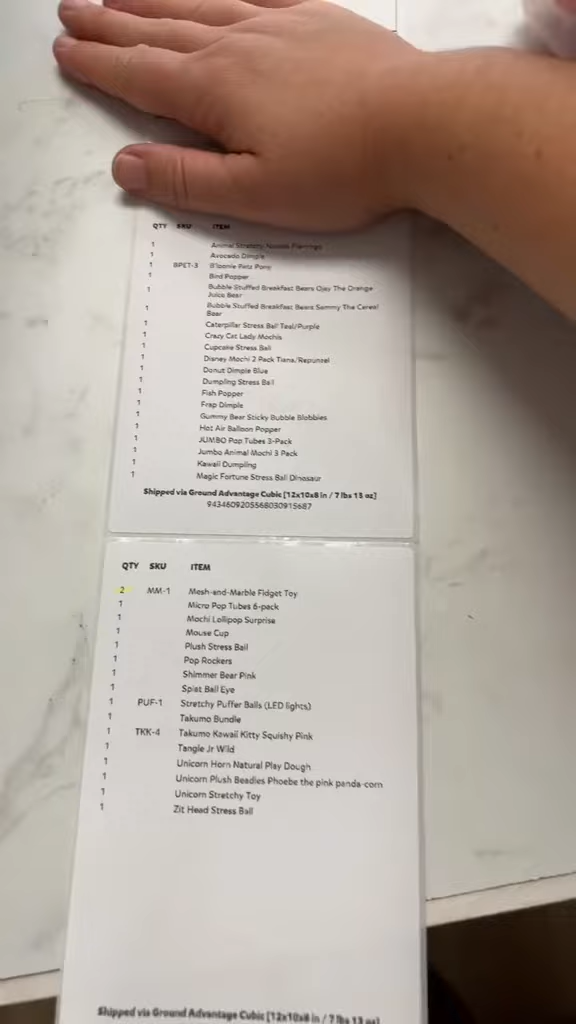 QTY SKU ITEM
1 Animal Stretchy Noodle Flamingo
1 Avocado Dimple
1 BPET-3 B'loonie Petz Pony
1 Bird Popper
1 Bubble Stuffed Breakfast Bears Ojay The Orange
Juice Bear
1 Bubble Stuffed Breakfast Bears Sammy The Cereal
Bear
1 Caterpillar Stress Ball Teal/Purple
1 Crazy Cat Lady Mochis
1 Cupcake Stress Ball
1 Disney Mochi 2 Pack Tiana/Repunzel
1 Donut Dimple Blue
1 Dumpling Stress Ball
1 Fish Popper
1 Frap Dimple
1 Gummy Bear Sticky Bubble Blobbies
1 Hot Air Balloon Popper
1 JUMBO Pop Tubes 3-Pack
1 Jumbo Animal Mochi 3 Pack
1 Kawaii Dumpling
1 Magic Fortune Stress Ball Dinosaur
Shipped via Ground Advantage Cubic [12x10x8 in / 7 lbs 13 oz]
9434609205568030915687
QTY SKU ITEM
2 MM-1 Mesh-and-Marble Fidget Toy
1 Micro Pop Tubes 6-pack
1 Mochi Lollipop Surprise
1 Mouse Cup
1 Plush Stress Ball
1 Pop Rockers
1 Shimmer Bear Pink
1 Splat Ball Eye
1 PUF-1 Stretchy Puffer Balls (LED lights)
1 Takumo Bundle
1 TKK-4 Takumo Kawaii Kitty Squishy Pink
1 Tangle Jr Wild
1 Unicorn Horn Natural Play Dough
1 Unicorn Plush Beadies Phoebe the pink panda-corn
1 Unicorn Stretchy Toy
1 Zit Head Stress Ball
Shipped via Ground Advantage Cubic [12x10x8 in / 7 lbs 13 oz]